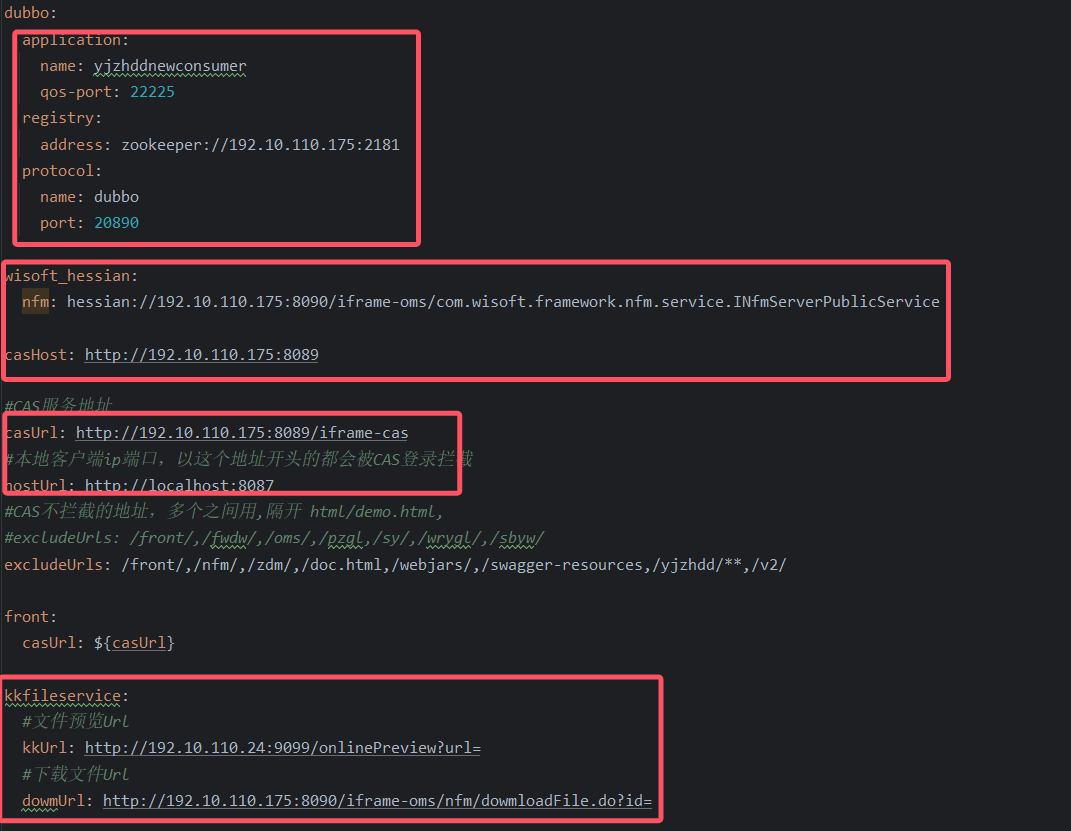 dubbo:
application:
name: yjzhddnewconsumer
qos-port: 22225
registry:
address: zookeeper://192.10.110.175:2181
protocol:
name: dubbo
port: 20890
wisoft_hessian:
nfm: hessian://192.10.110.175:8090/iframe-oms/com.wisoft.framework.nfm.service.INfmServerPublicService
casHost: http://192.10.110.175:8089
#CAS服务地址
casUrl: http://192.10.110.175:8089/iframe-cas
#本地客户端ip端口，以这个地址开头的都会被CAS登录拦截
hostUrl: http://localhost:8087
#CAS不拦截的地址，多个之间用,隔开 html/demo.html,
#excludeUrls: /front/,/fwdw/,/oms/,/pzgl,/sy/,/wrygl/,/sbyw/
excludeUrls: /front/,/nfm/,/zdm/,/doc.html,/webjars/,/swagger-resources,/yjzhdd/**,/v2/
front:
casUrl: ${casUrl}
kkfileservice:
#文件预览Url
kkUrl: http://192.10.110.24:9099/onlinePreview?url=
#下载文件Url
dowmUrl: http://192.10.110.175:8090/iframe-oms/nfm/dowmloadFile.do?id=